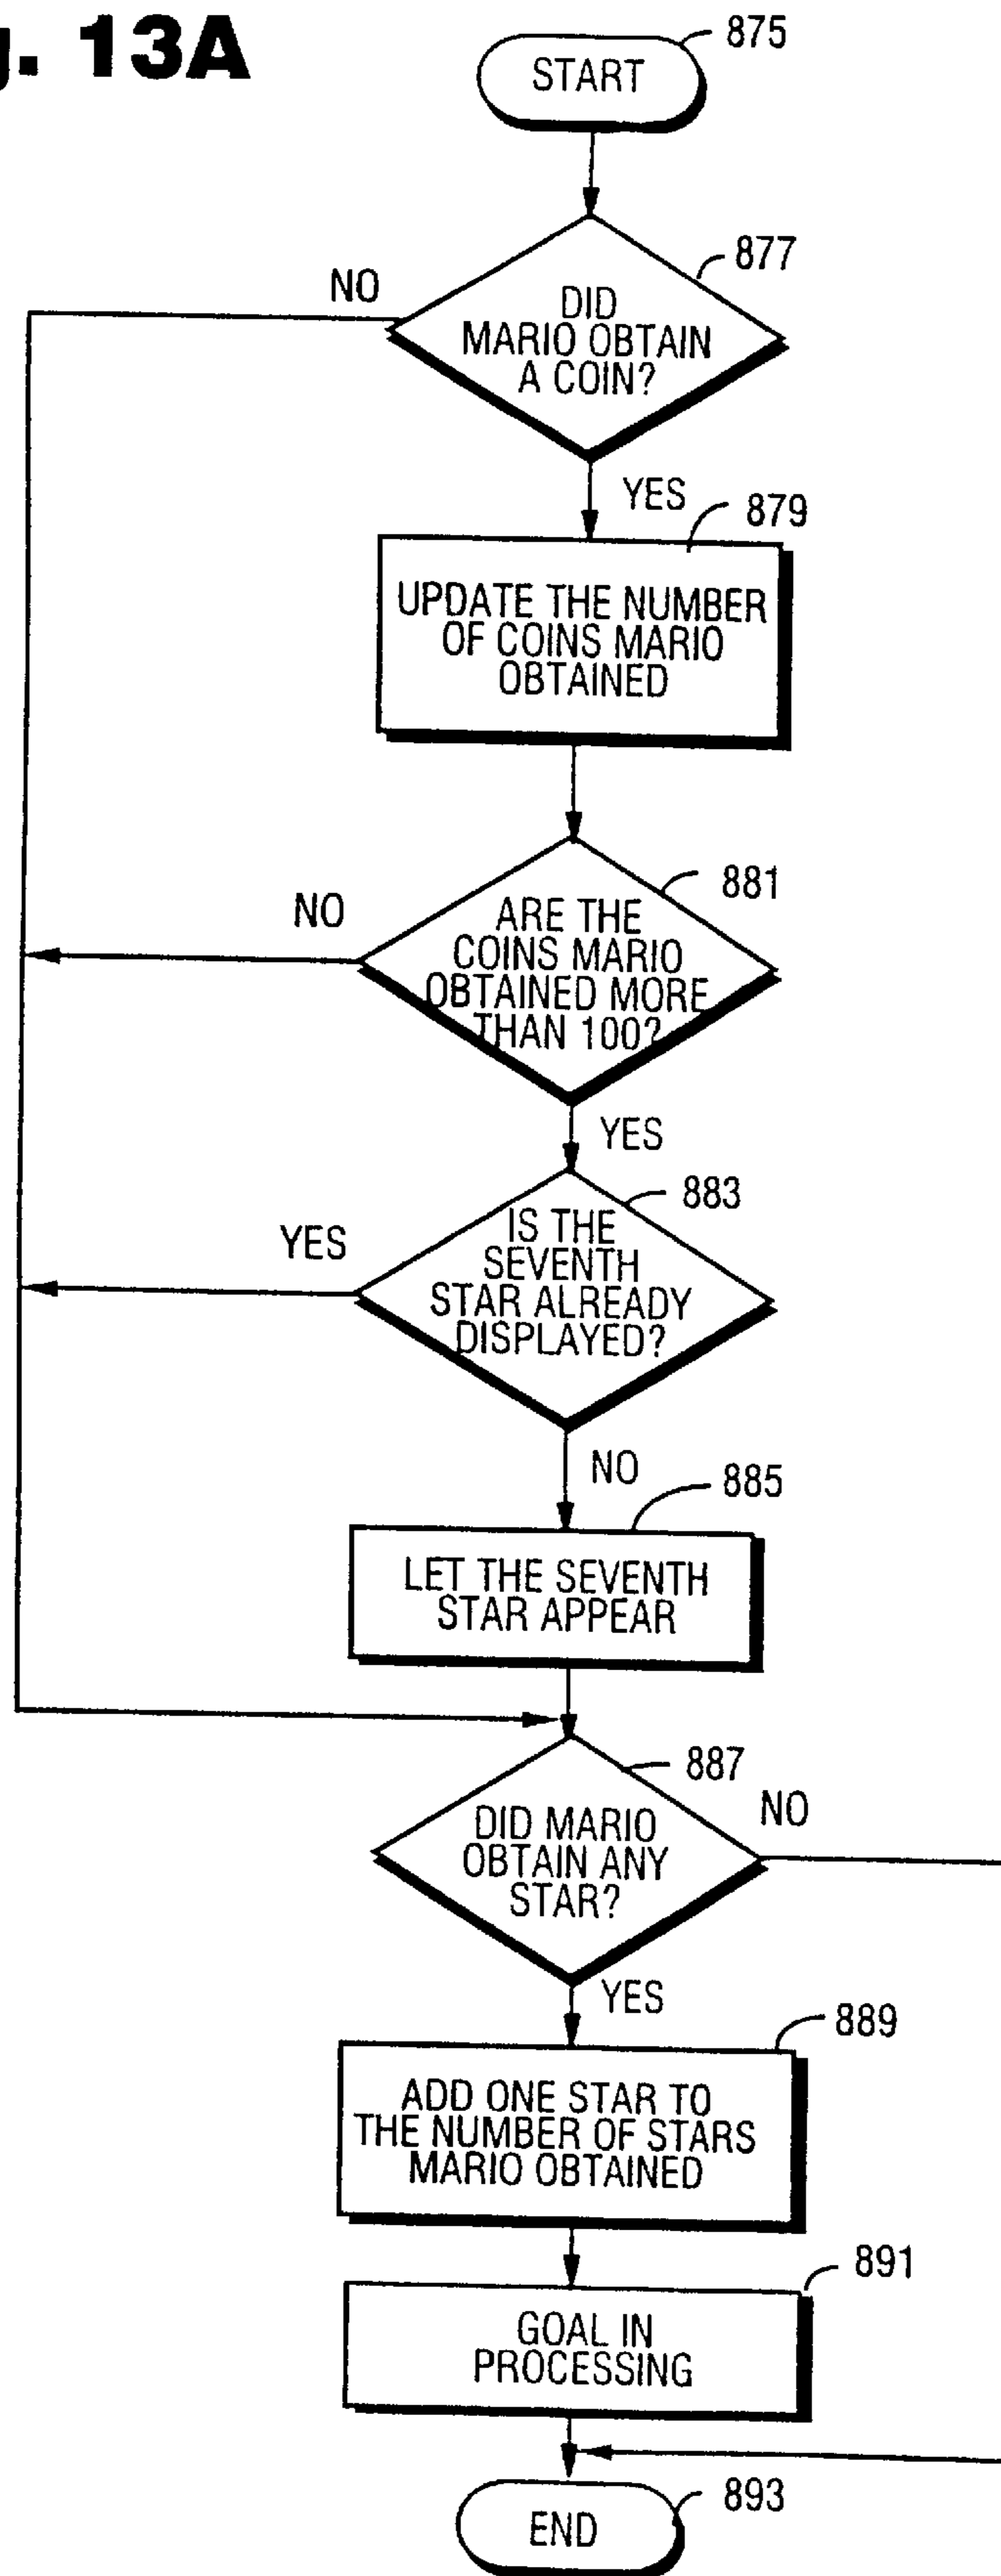 g. 13A
START
875
877
NO
DID
MARIO OBTAIN
A COIN?
YES
879
UPDATE THE NUMBER
OF COINS MARIO
OBTAINED
881
NO
ARE THE
COINS MARIO
OBTAINED MORE
THAN 100?
YES
883
YES
IS THE
SEVENTH
STAR ALREADY
DISPLAYED?
NO
885
LET THE SEVENTH
STAR APPEAR
887
NO
DID MARIO
OBTAIN ANY
STAR?
YES
889
ADD ONE STAR TO
THE NUMBER OF STARS
MARIO OBTAINED
891
GOAL IN
PROCESSING
893
END